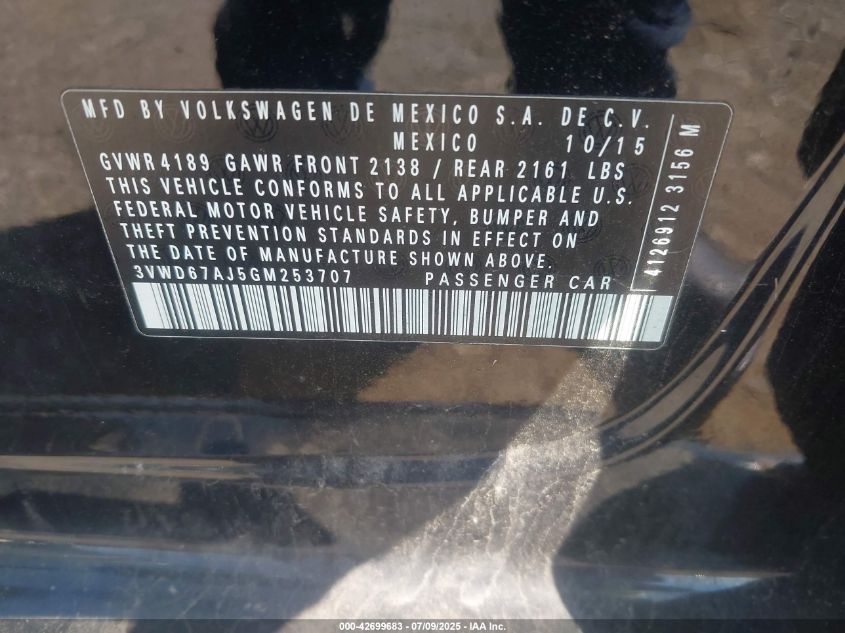 MFD BY VOLKSWAGEN DE MEXICO S.A. DE C.V.
MEXICO 10/15
GVWR 4189 GAWR FRONT 2138 / REAR 2161 LBS
THIS VEHICLE CONFORMS TO ALL APPLICABLE U.S.
FEDERAL MOTOR VEHICLE SAFETY, BUMPER AND
THEFT PREVENTION STANDARDS IN EFFECT ON
THE DATE OF MANUFACTURE SHOWN ABOVE.
3VWD67AJ5GM253707 PASSENGER CAR
4126912 3156 M
000-42699683 / 07/09/2025 - IAA Inc.